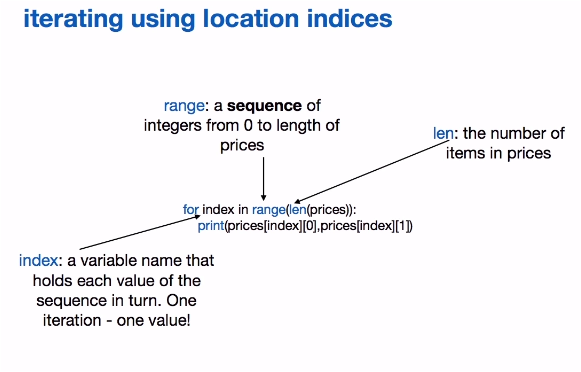 iterating using location indices
range: a sequence of
integers from 0 to length of
prices
len: the number of
items in prices
for index in range(len(prices)):
print(prices[index][0],prices[index][1])
index: a variable name that
holds each value of the
sequence in turn. One
iteration - one value!